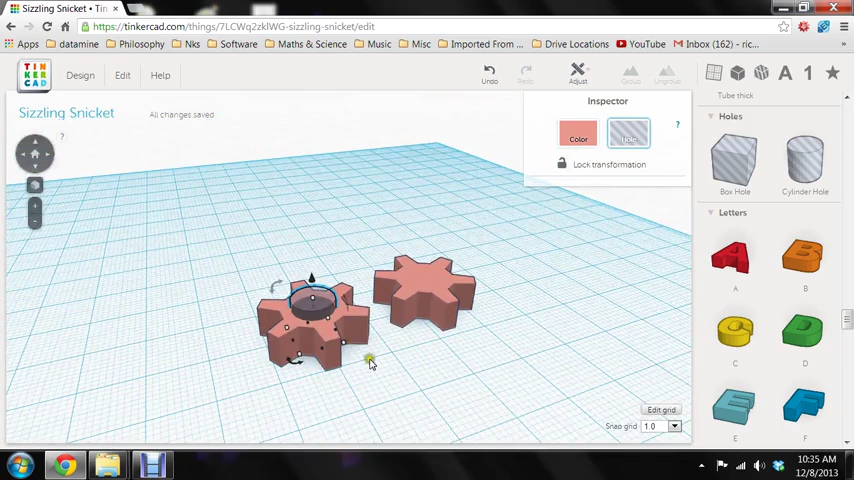 Sizzling Snicket - Tin
https://tinkercad.com/things/7LCWq2zklWG-sizzling-snicket/edit
Apps datamine Philosophy Nks Software Maths & Science Music Misc Imported From Drive Locations YouTube Inbox (162) - ric...
TIN
KER
CAD
Design Edit Help
Undo Redo Adjust Group Ungroup
Sizzling Snicket
All changes saved
?
Inspector
Color Hole
?
Lock transformation
Tube thick
Holes
Box Hole Cylinder Hole
Letters
A B
C D
E F
Edit grid
Snap grid 1.0
10:35 AM
12/8/2013